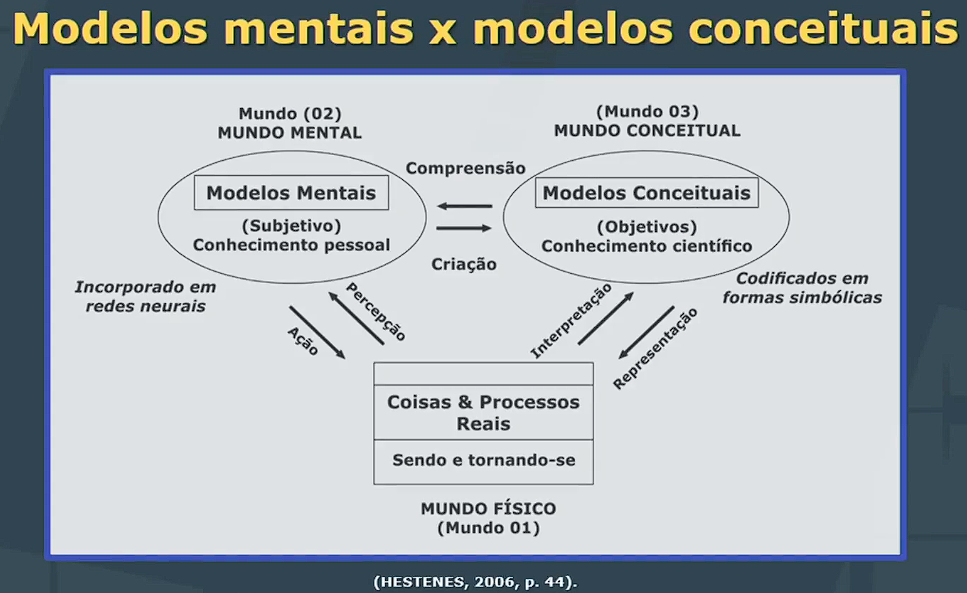 Modelos mentais x modelos conceituais
Mundo (02)
MUNDO MENTAL
(Mundo 03)
MUNDO CONCEITUAL
Compreensão
Modelos Mentais
(Subjetivo)
Conhecimento pessoal
Modelos Conceituais
(Objetivos)
Conhecimento científico
Criação
Incorporado em
redes neurais
Codificados em
formas simbólicas
Ação
Percepção
Interpretação
Representação
Coisas & Processos
Reais
Sendo e tornando-se
MUNDO FÍSICO
(Mundo 01)
(HESTENES, 2006, p. 44).